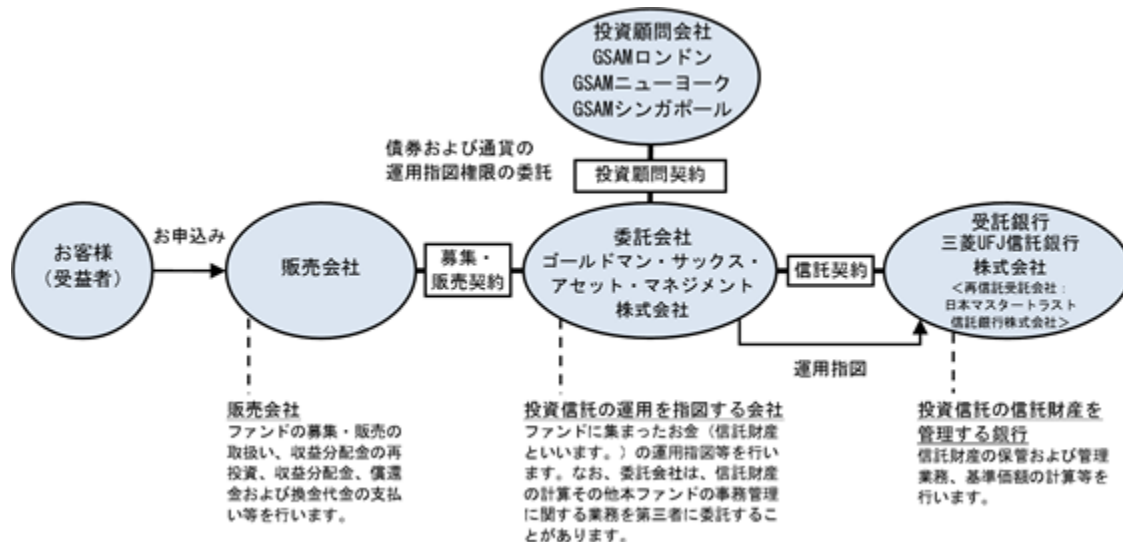 投資顧問会社
GSAMロンドン
GSAMニューヨーク
GSAMシンガポール
債券および通貨の
運用指図権限の委託
投資顧問契約
お客様
（受益者）
お申込み
販売会社
募集・
販売契約
委託会社
ゴールドマン・サックス・
アセット・マネジメント
株式会社
信託契約
受託銀行
三菱UFJ信託銀行
株式会社
＜再信託受託会社：
日本マスタートラスト
信託銀行株式会社＞
運用指図
販売会社
ファンドの募集・販売の
取扱い、収益分配金の再
投資、収益分配金、償還
金および換金代金の支払
い等を行います。
投資信託の運用を指図する会社
ファンドに集まったお金（信託財産
といいます。）の運用指図等を行い
ます。なお、委託会社は、信託財産
の計算その他本ファンドの事務管理
に関する業務を第三者に委託するこ
とがあります。
投資信託の信託財産を
管理する銀行
信託財産の保管および管理
業務、基準価額の計算等を
行います。